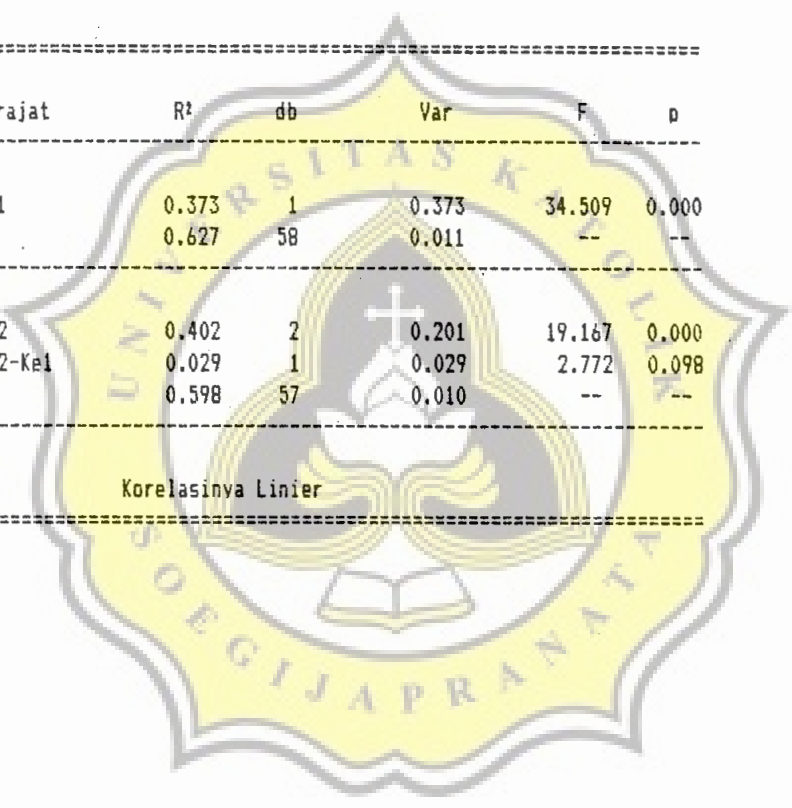 rajat R² db Var F p
1 0.373 1 0.373 34.509 0.000
0.627 58 0.011 -- --
2 0.402 2 0.201 19.167 0.000
2-Ke1 0.029 1 0.029 2.772 0.098
0.598 57 0.010 -- --
Korelasinya Linier
UNIVERSITAS KATOLIK
SOEGIJAPRANATA